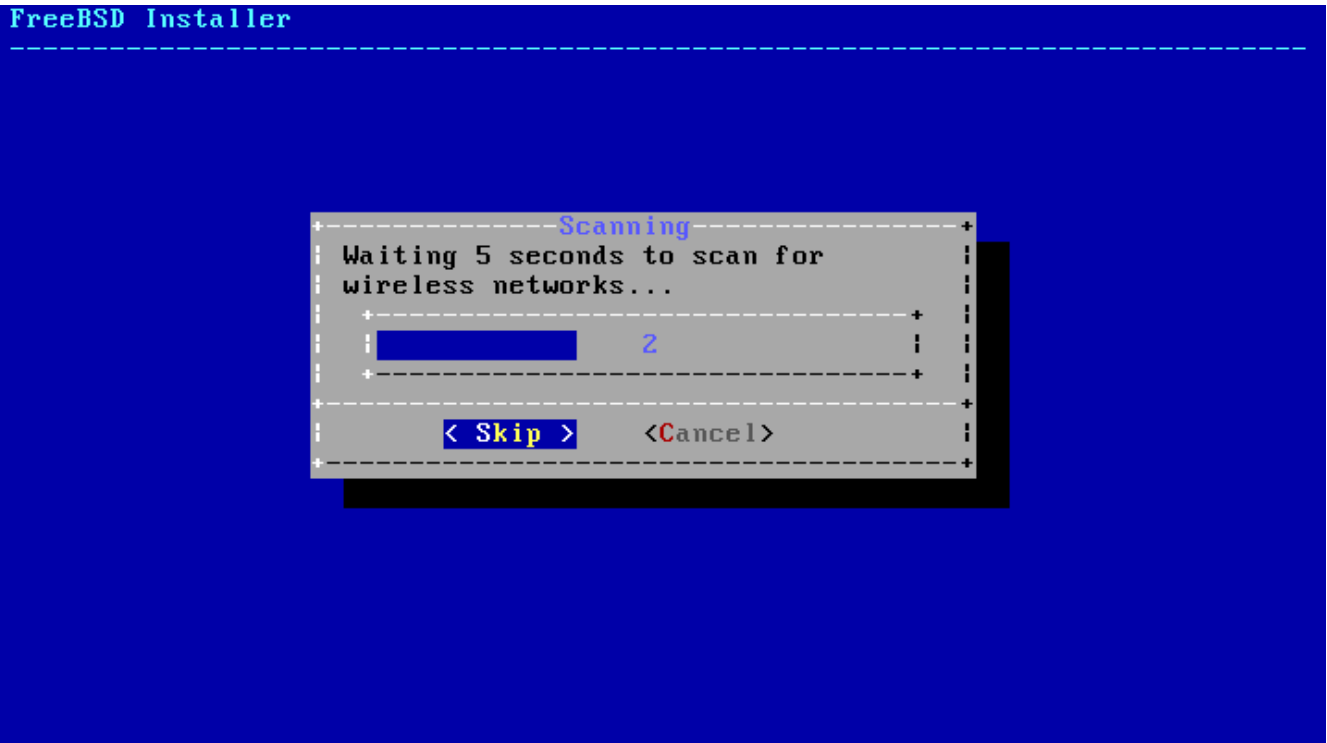 FreeBSD Installer
Scanning
Waiting 5 seconds to scan for
wireless networks...
2
< Skip > <Cancel>